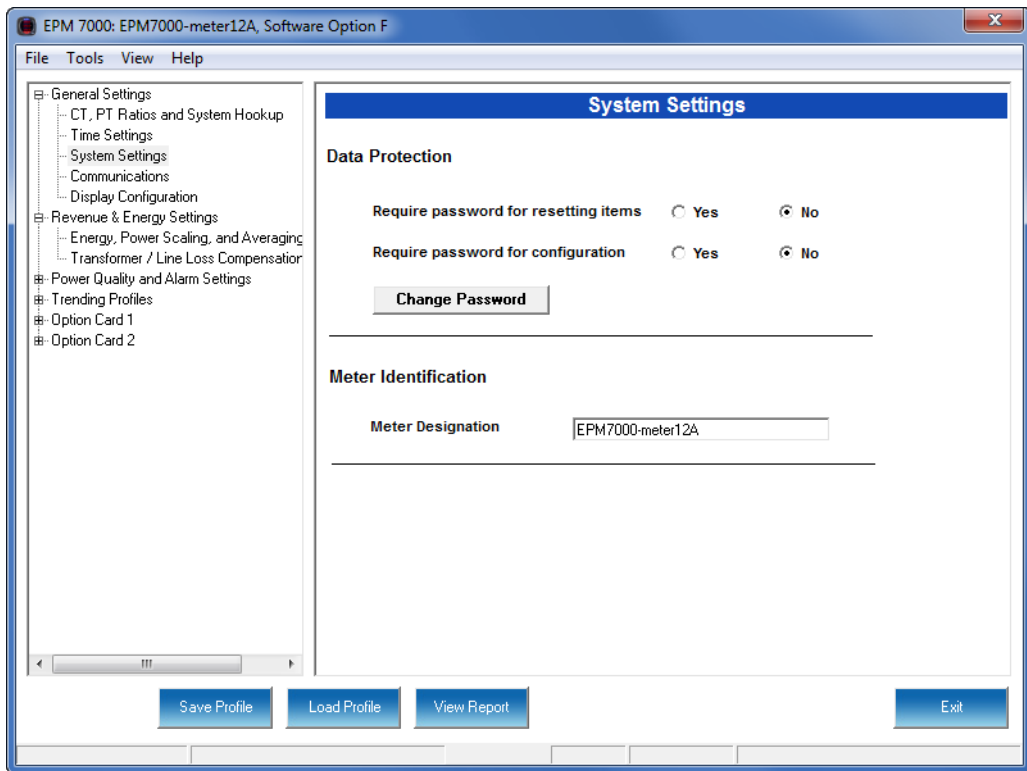 EPM 7000: EPM7000-meter12A, Software Option F
x
File Tools View Help
General Settings
CT, PT Ratios and System Hookup
Time Settings
System Settings
Communications
Display Configuration
Revenue & Energy Settings
Energy, Power Scaling, and Averaging
Transformer / Line Loss Compensation
Power Quality and Alarm Settings
Trending Profiles
Option Card 1
Option Card 2
System Settings
Data Protection
Require password for resetting items Yes No
Require password for configuration Yes No
Change Password
Meter Identification
Meter Designation EPM7000-meter12A
Save Profile Load Profile View Report Exit